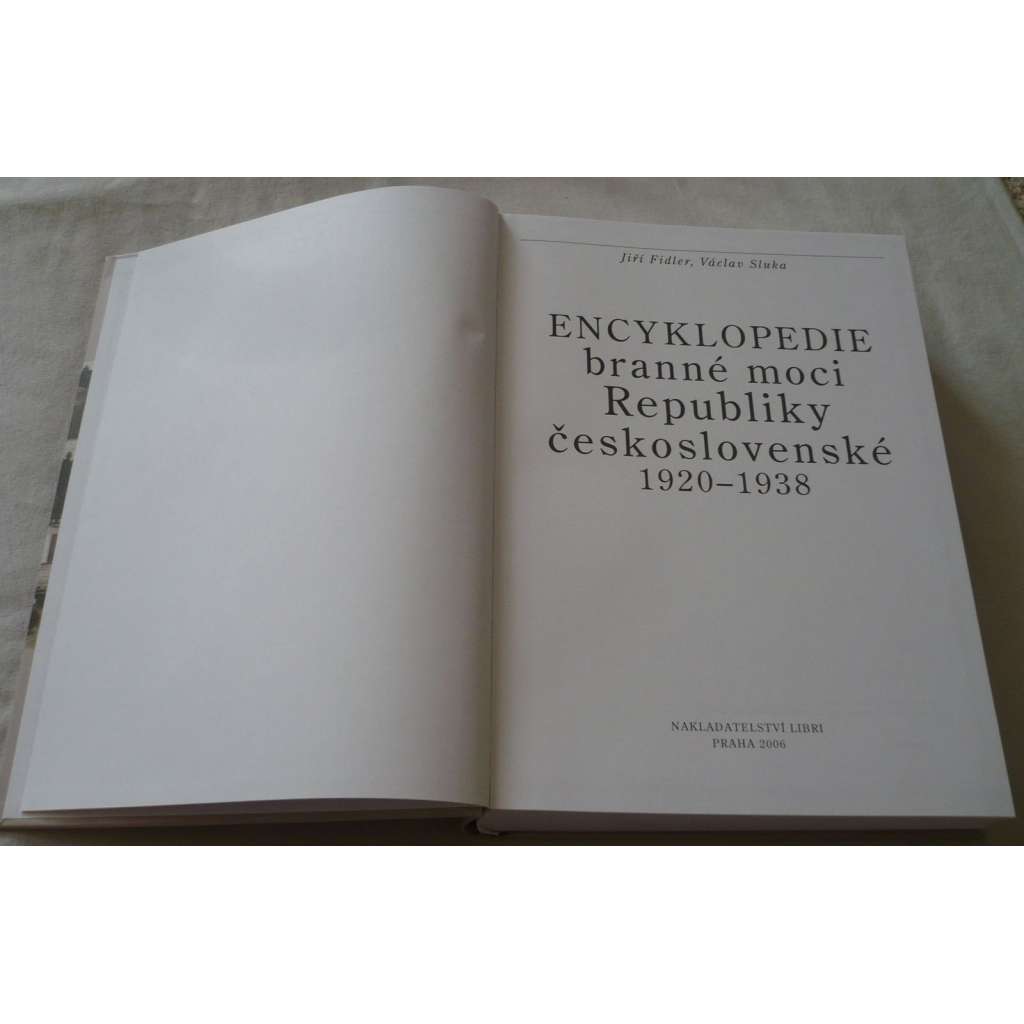 Jiří Fidler, Václav Sluka
ENCYKLOPEDIE
branné moci
Republiky
československé
1920–1938
NAKLADATELSTVÍ LIBRI
PRAHA 2006